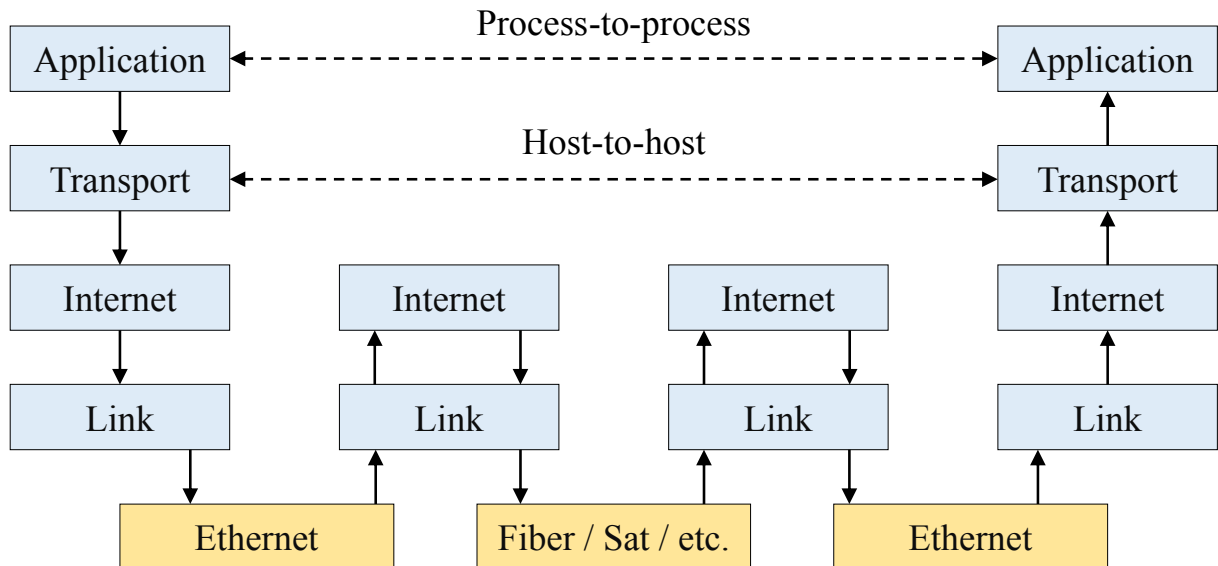 Process-to-process
Application
Application
Host-to-host
Transport
Transport
Internet
Internet
Internet
Internet
Link
Link
Link
Link
Ethernet
Fiber / Sat / etc.
Ethernet